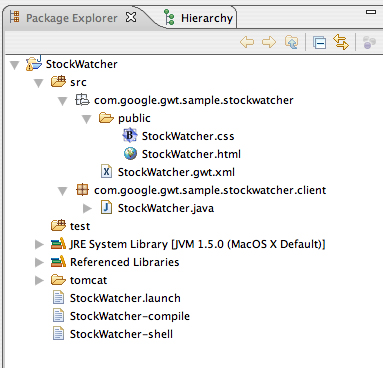 Package Explorer Hierarchy
StockWatcher
src
com.google.gwt.sample.stockwatcher
public
StockWatcher.css
StockWatcher.html
StockWatcher.gwt.xml
com.google.gwt.sample.stockwatcher.client
StockWatcher.java
test
JRE System Library [JVM 1.5.0 (MacOS X Default)]
Referenced Libraries
tomcat
StockWatcher.launch
StockWatcher-compile
StockWatcher-shell